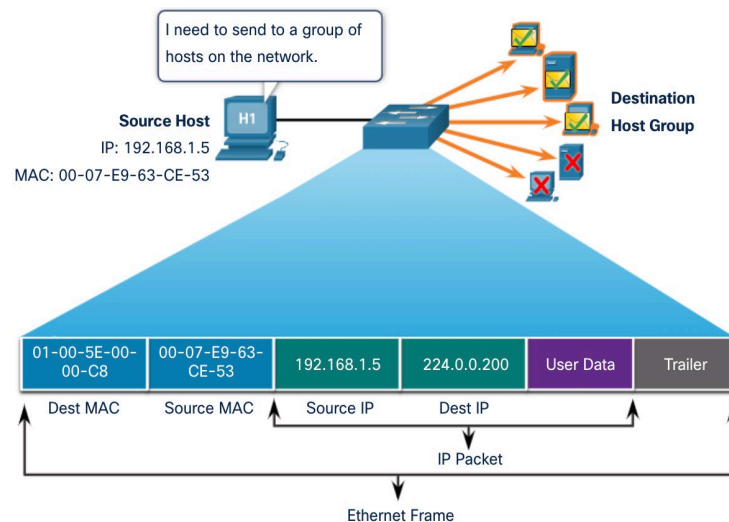 I need to send to a group of
hosts on the network.
H1
Source Host
IP: 192.168.1.5
MAC: 00-07-E9-63-CE-53
Destination
Host Group
01-00-5E-00-
00-C8
00-07-E9-63-
CE-53
192.168.1.5
224.0.0.200
User Data
Trailer
Dest MAC
Source MAC
Source IP
Dest IP
IP Packet
Ethernet Frame